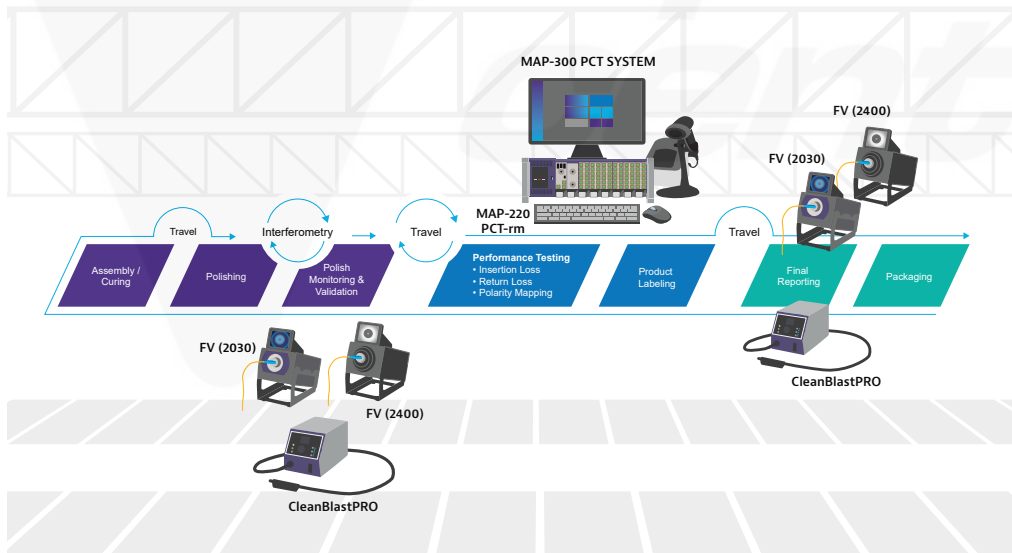 MAP-300 PCT SYSTEM
FV (2400)
FV (2030)
MAP-220
PCT-rm
Travel
Interferometry
Travel
Travel
Assembly /
Curing
Polishing
Polish
Monitoring &
Validation
Performance Testing
• Insertion Loss
• Return Loss
• Polarity Mapping
Product
Labeling
Final
Reporting
Packaging
FV (2030)
FV (2400)
CleanBlastPRO
CleanBlastPRO